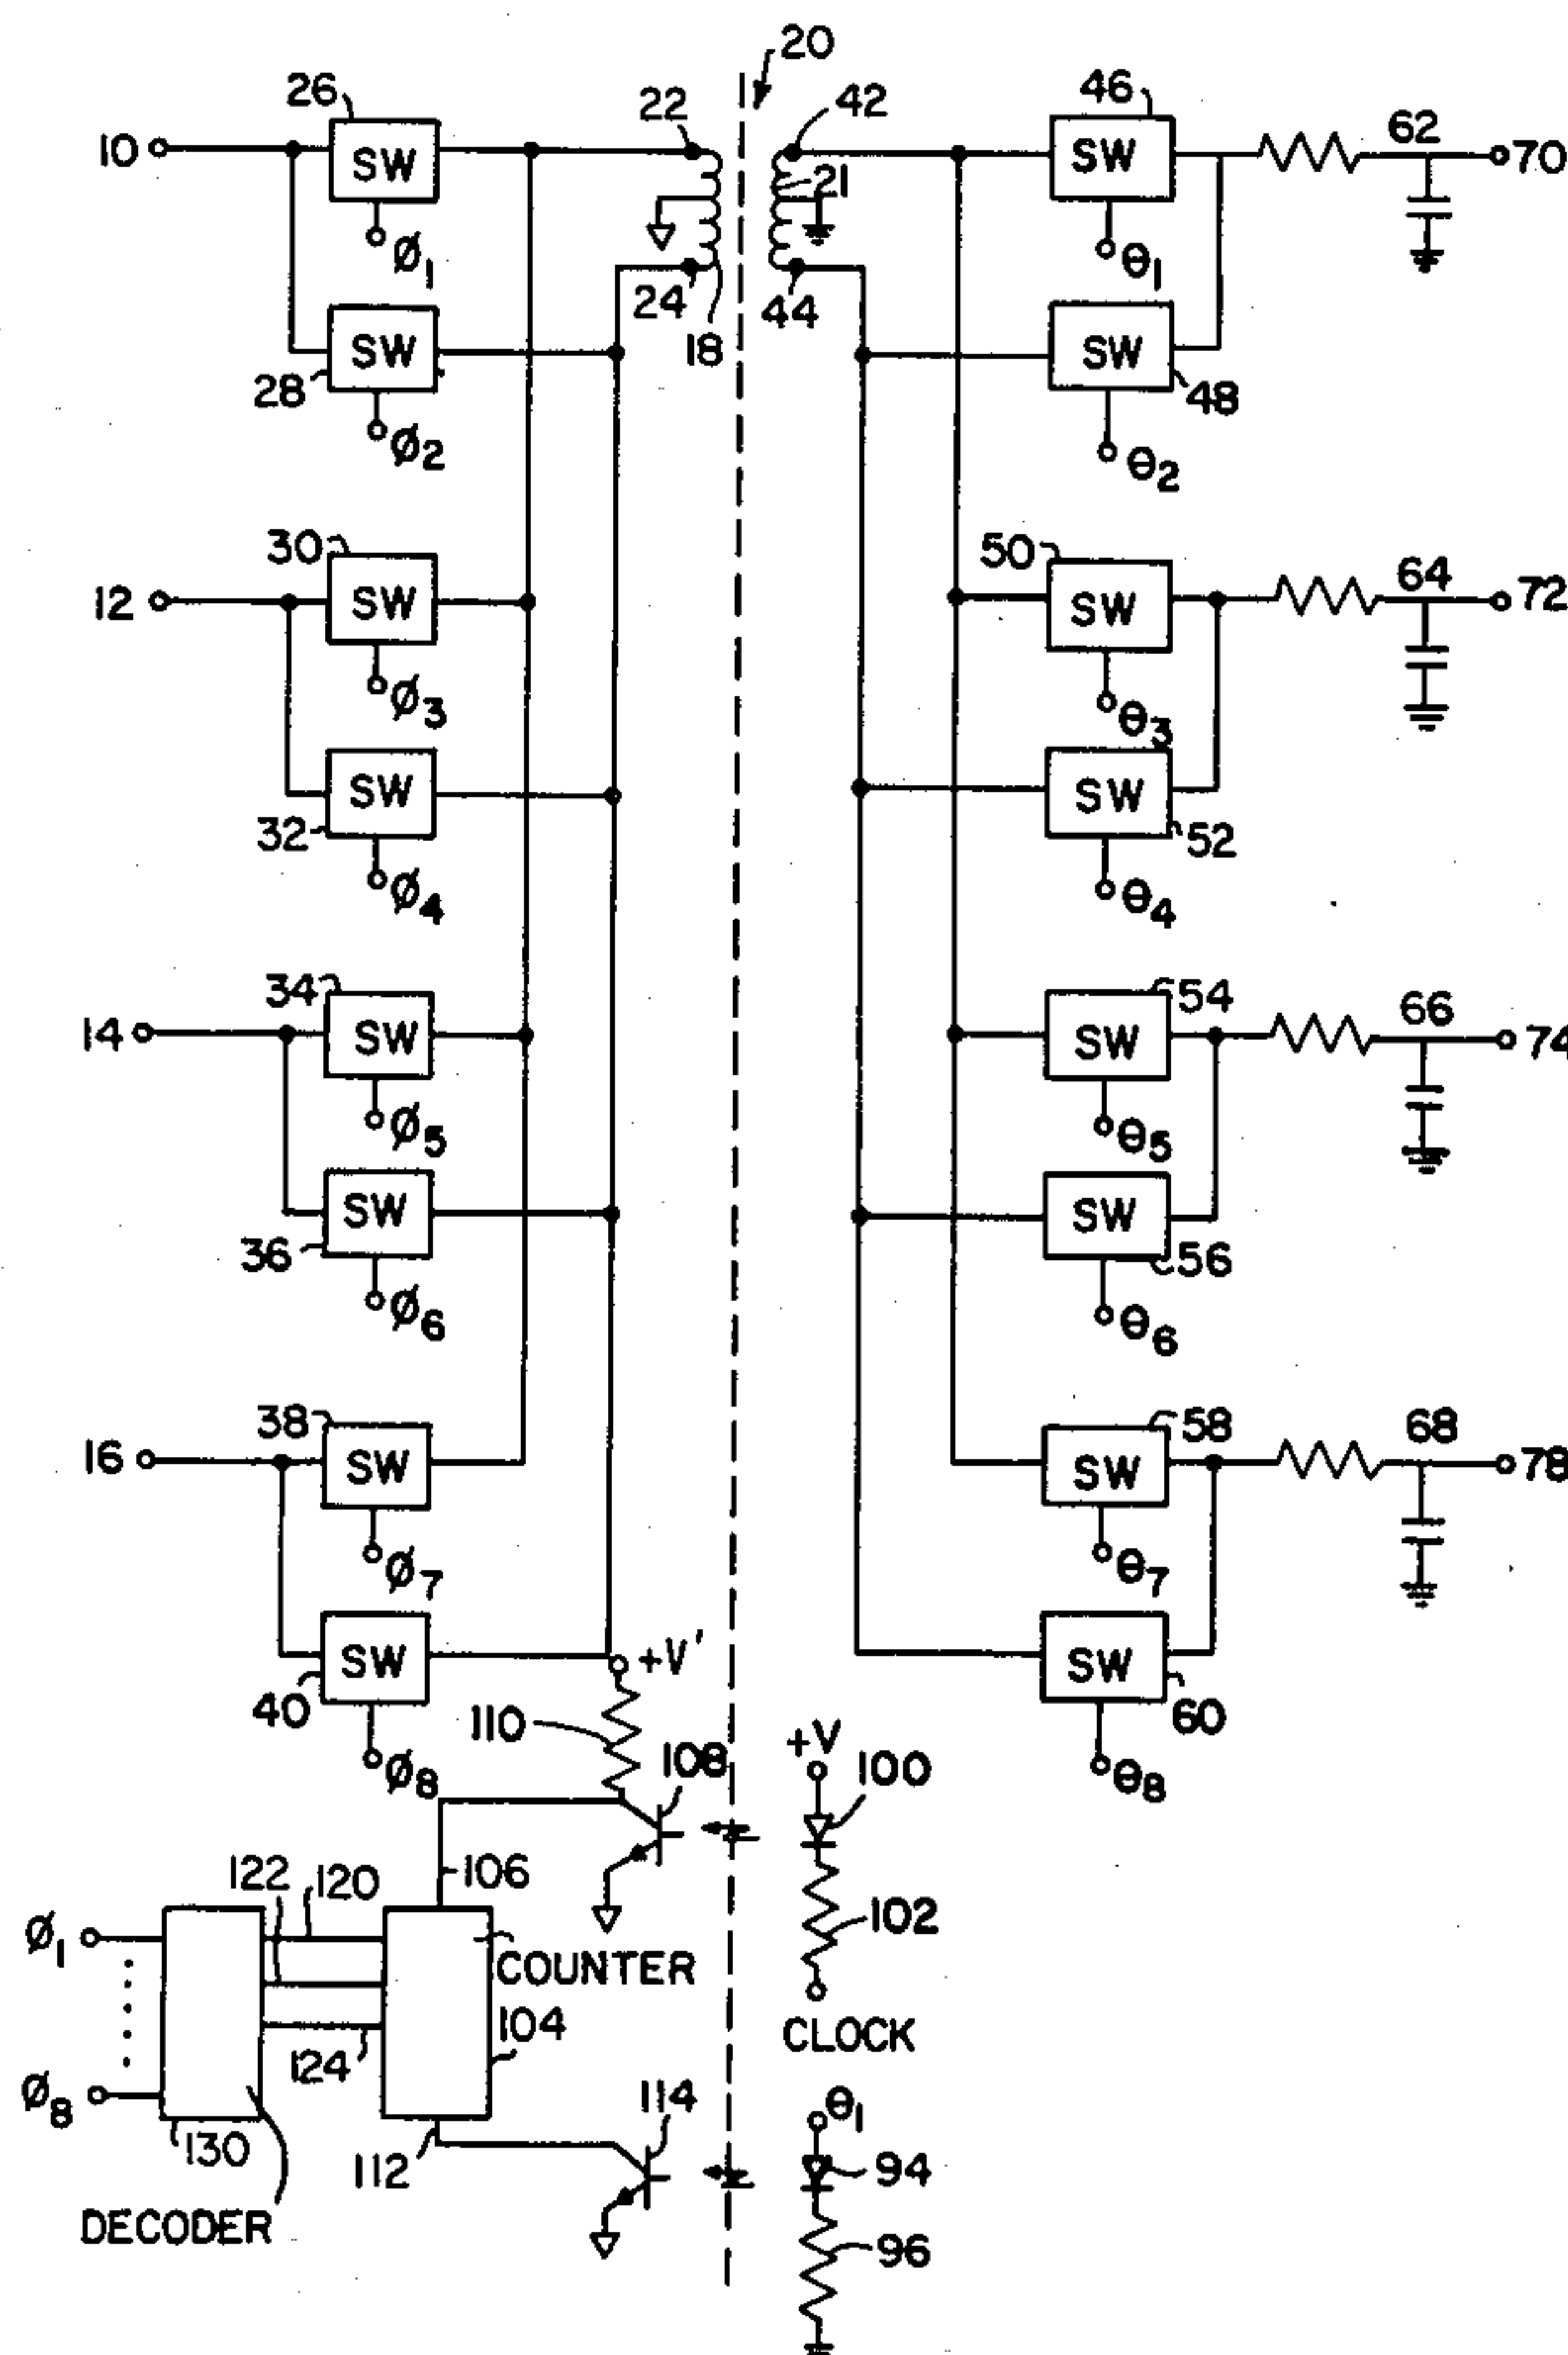 20
26
22
42
46
62
10
SW
SW
70
21
ø1
24
18
44
θ1
SW
SW
28
48
ø2
θ2
30
50
64
12
SW
SW
72
ø3
θ3
SW
SW
32
52
ø4
θ4
34
54
66
14
SW
SW
74
ø5
θ5
SW
SW
36
56
ø6
θ6
38
58
68
16
SW
SW
78
ø7
θ7
SW
+V'
SW
40
110
60
ø8
108
+V
100
θ8
122
120
106
102
ø1
COUNTER
104
CLOCK
124
ø8
114
θ1
130
112
94
DECODER
96